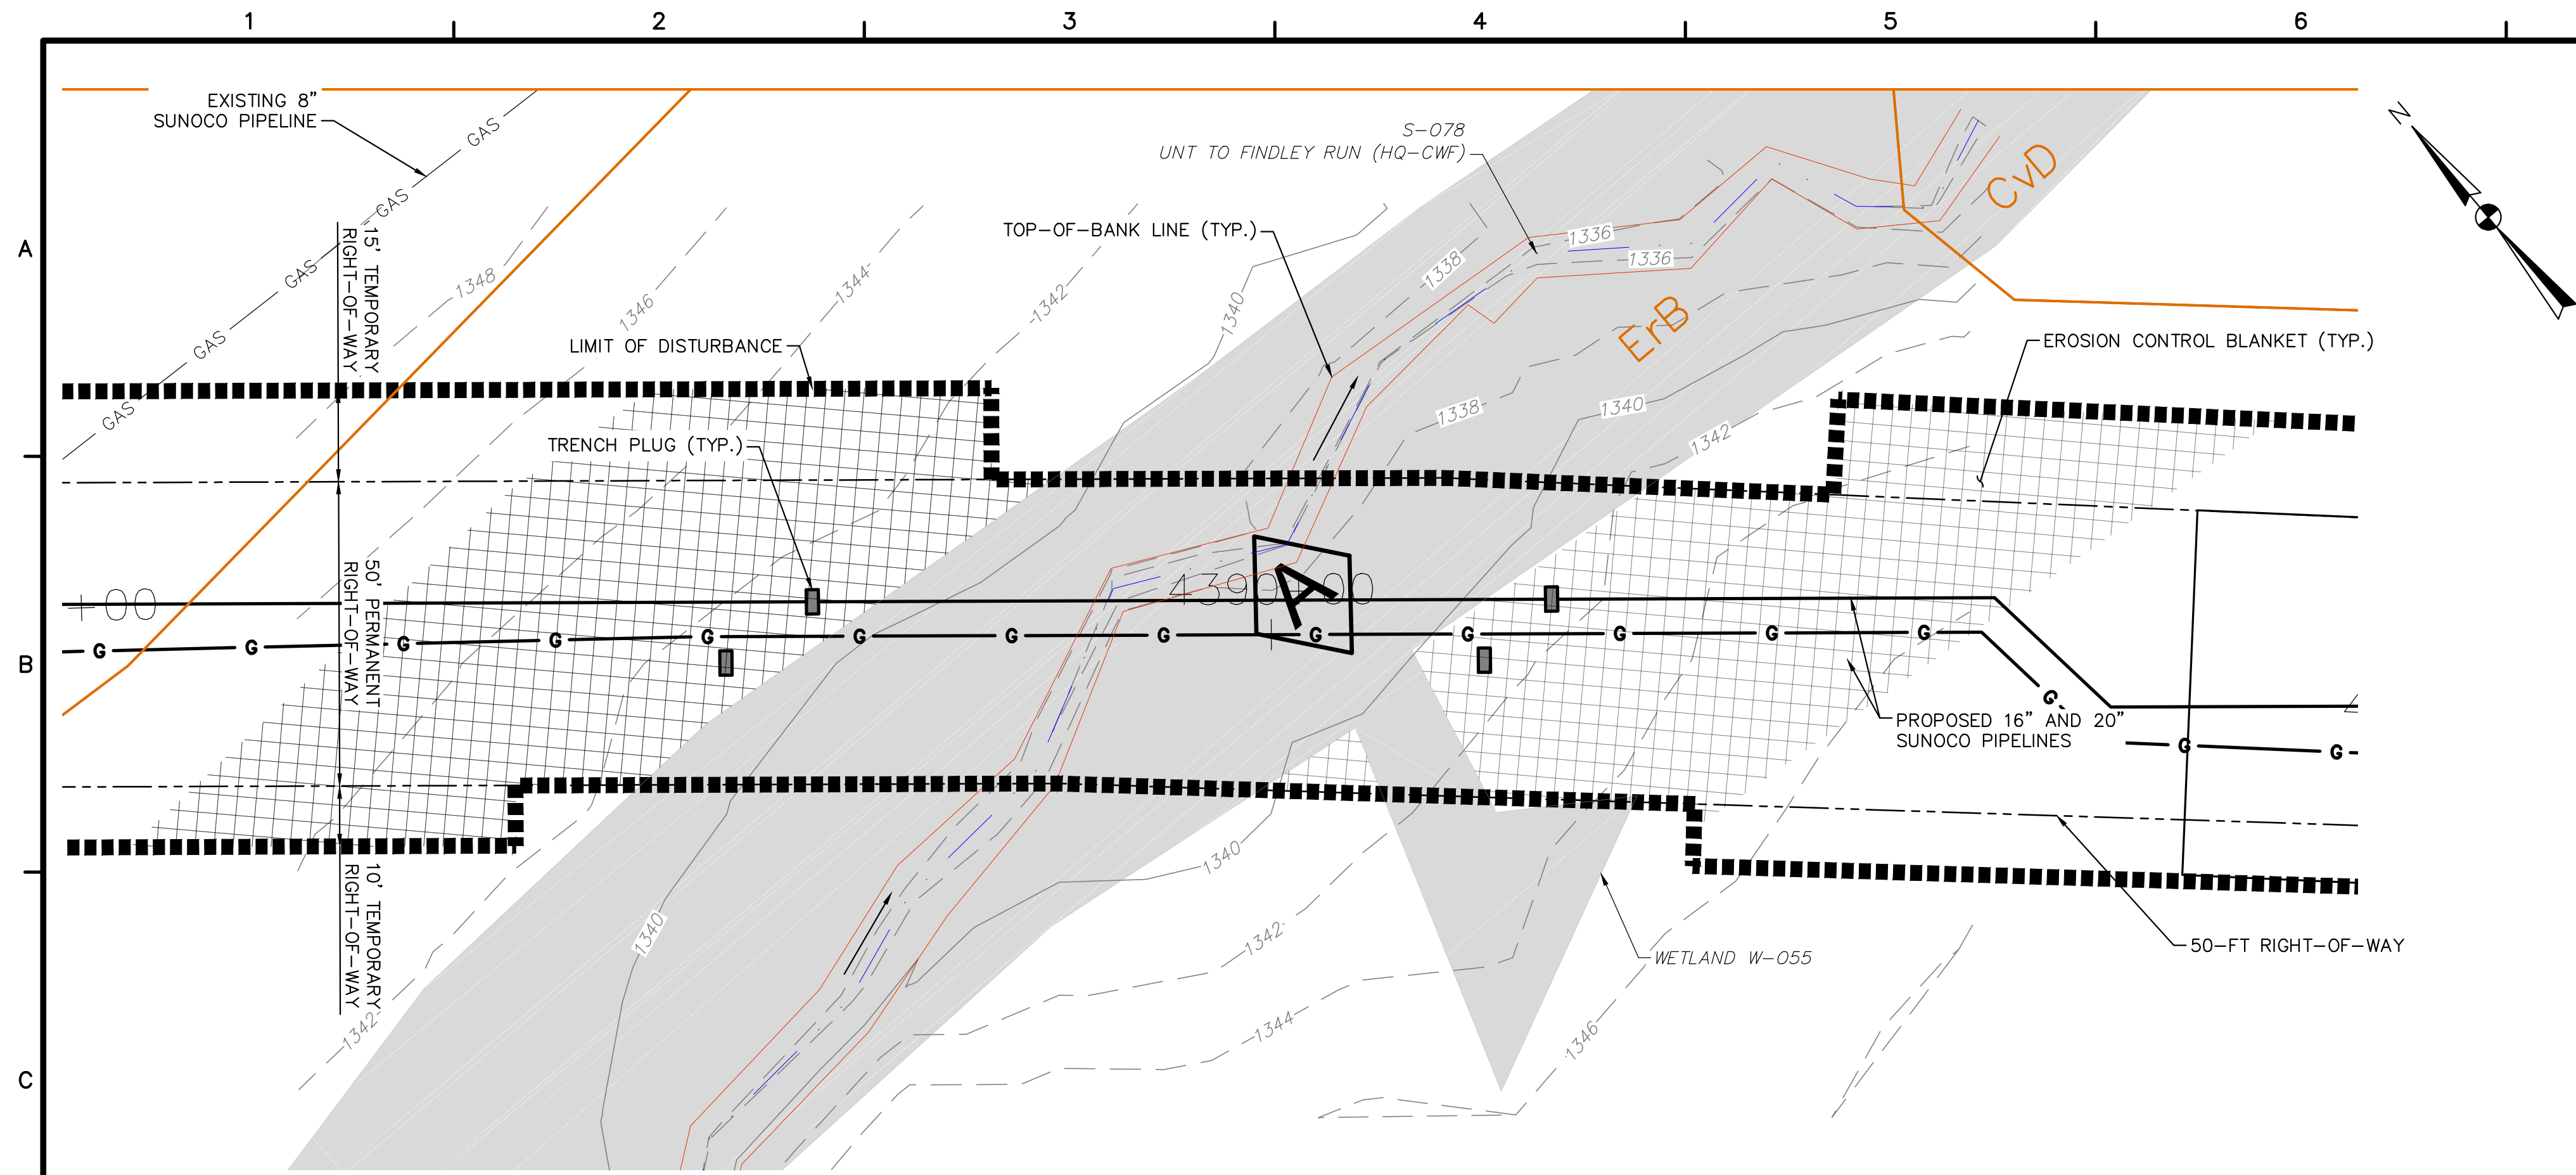 1 2 3 4 5 6
A
B
C
EXISTING 8"
SUNOCO PIPELINE
GAS
GAS
GAS
GAS
GAS
S-078
UNT TO FINDLEY RUN (HQ-CWF)
TOP-OF-BANK LINE (TYP.)
N
CvD
ErB
15' TEMPORARY
RIGHT-OF-WAY
1348
1346
1344
1342
1340
1338
1336
1336
LIMIT OF DISTURBANCE
EROSION CONTROL BLANKET (TYP.)
TRENCH PLUG (TYP.)
1338
1340
1342
50' PERMANENT
RIGHT-OF-WAY
+00
439+00
A
G G G G G G G G G G G G G G G G
PROPOSED 16" AND 20"
SUNOCO PIPELINES
10' TEMPORARY
RIGHT-OF-WAY
1340
1340
1342
1342
1344
1346
WETLAND W-055
50-FT RIGHT-OF-WAY